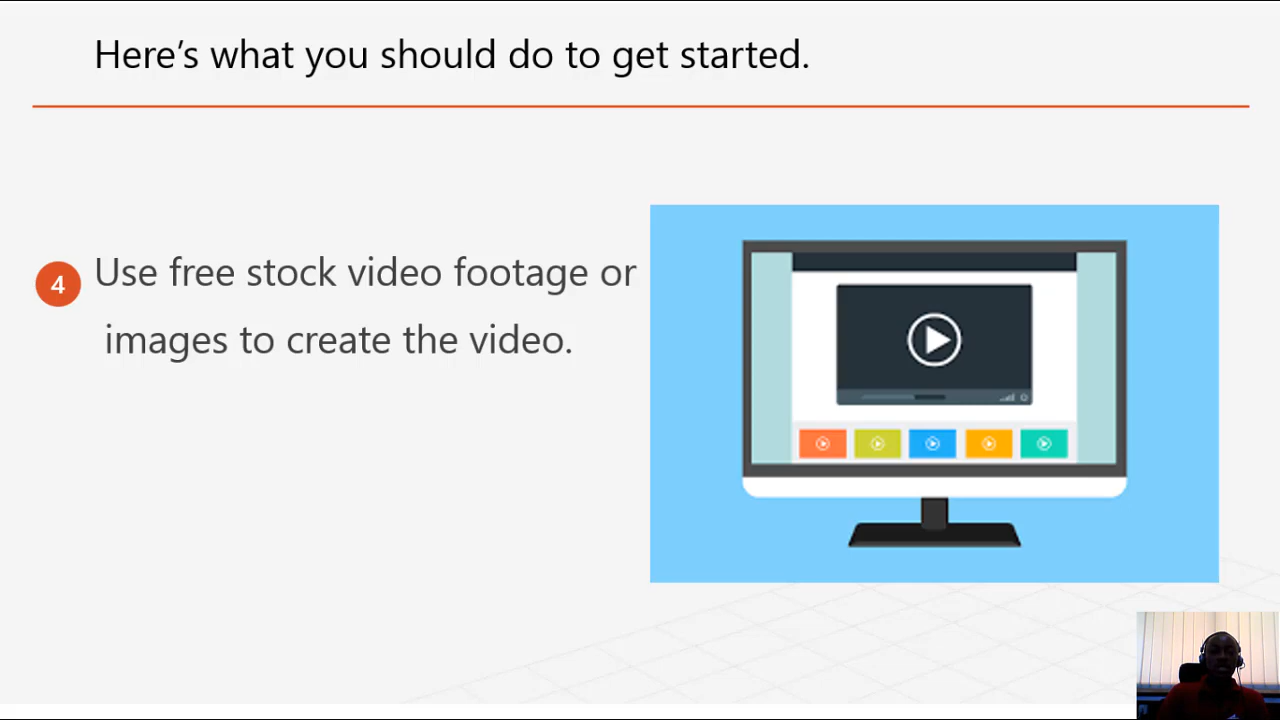 Here’s what you should do to get started.
4
Use free stock video footage or
images to create the video.